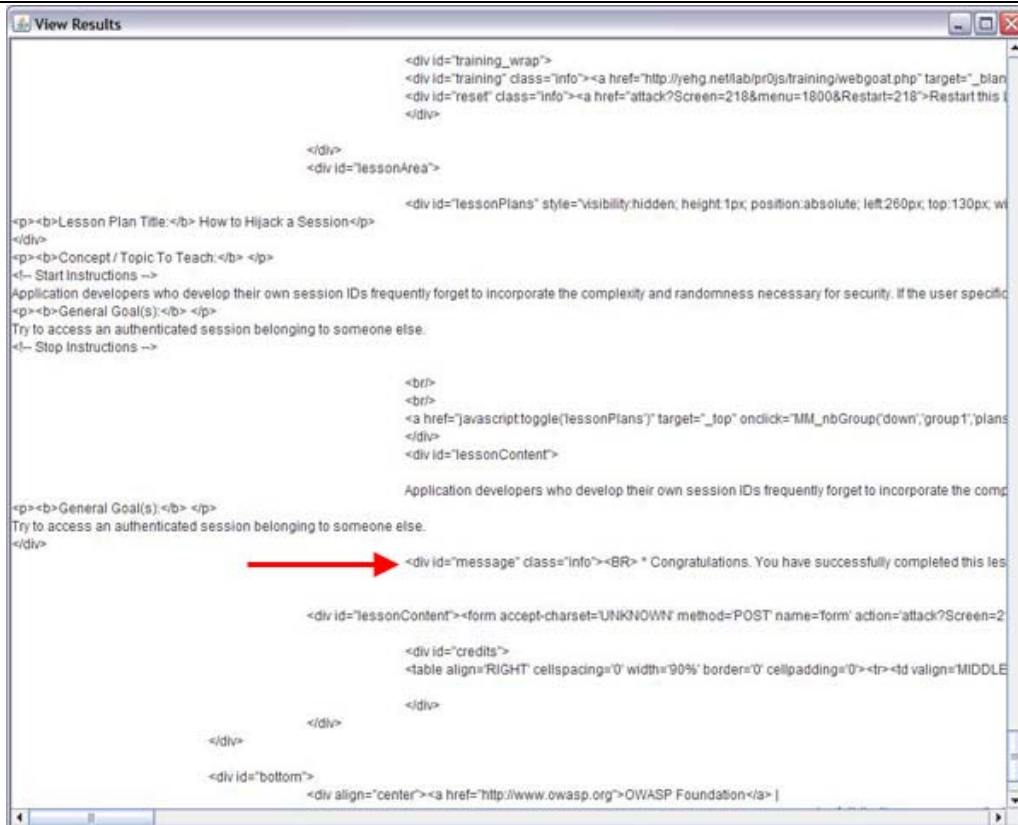 View Results
<div id="training_wrap">
<div id="training" class="info"><a href="http://yehg.net/lab/pr0js/training/webgoat.php" target="_blan
<div id="reset" class="info"><a href="attack?Screen=218&menu=1800&Restart=218">Restart this
</div>
</div>
<div id="lessonArea">
<div id="lessonPlans" style="visibility:hidden; height:1px; position:absolute; left:260px; top:130px; wi
<p><b>Lesson Plan Title:</b> How to Hijack a Session</p>
</div>
<p><b>Concept / Topic To Teach:</b> </p>
<!-- Start Instructions -->
Application developers who develop their own session IDs frequently forget to incorporate the complexity and randomness necessary for security. If the user specific
<p><b>General Goal(s):</b> </p>
Try to access an authenticated session belonging to someone else.
<!-- Stop Instructions -->
<br/>
<br/>
<a href="javascript:toggle('lessonPlans')" target="_top" onclick="MM_nbGroup('down','group1','plans
</div>
<div id="lessonContent">
Application developers who develop their own session IDs frequently forget to incorporate the comp
<p><b>General Goal(s):</b> </p>
Try to access an authenticated session belonging to someone else.
</div>
<div id="message" class="info"><BR> * Congratulations. You have successfully completed this les
<div id="lessonContent"><form accept-charset='UNKNOWN' method='POST' name='form' action='attack?Screen=2
<div id="credits">
<table align='RIGHT' cellspacing='0' width='90%' border='0' cellpadding='0'><tr><td valign='MIDDLE
</div>
</div>
</div>
<div id="bottom">
<div align="center"><a href="http://www.owasp.org">OWASP Foundation</a> |